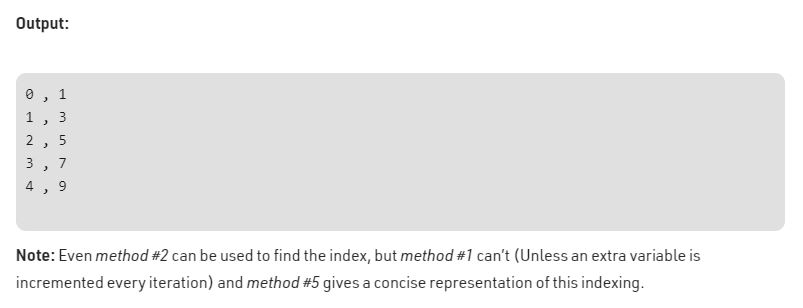 Output:
0 , 1
1 , 3
2 , 5
3 , 7
4 , 9
Note: Even method #2 can be used to find the index, but method #1 can’t (Unless an extra variable is
incremented every iteration) and method #5 gives a concise representation of this indexing.